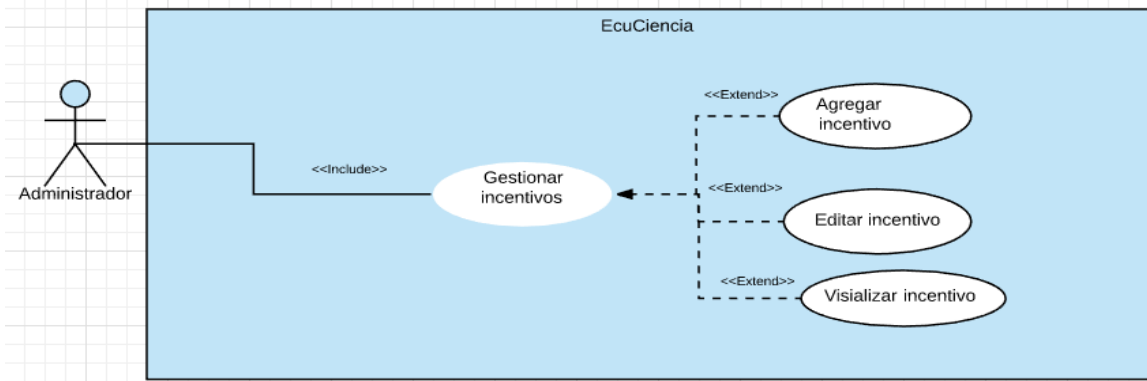 EcuCiencia
Administrador
<<Include>>
Gestionar
incentivos
<<Extend>>
Agregar
incentivo
<<Extend>>
Editar incentivo
<<Extend>>
Visializar incentivo